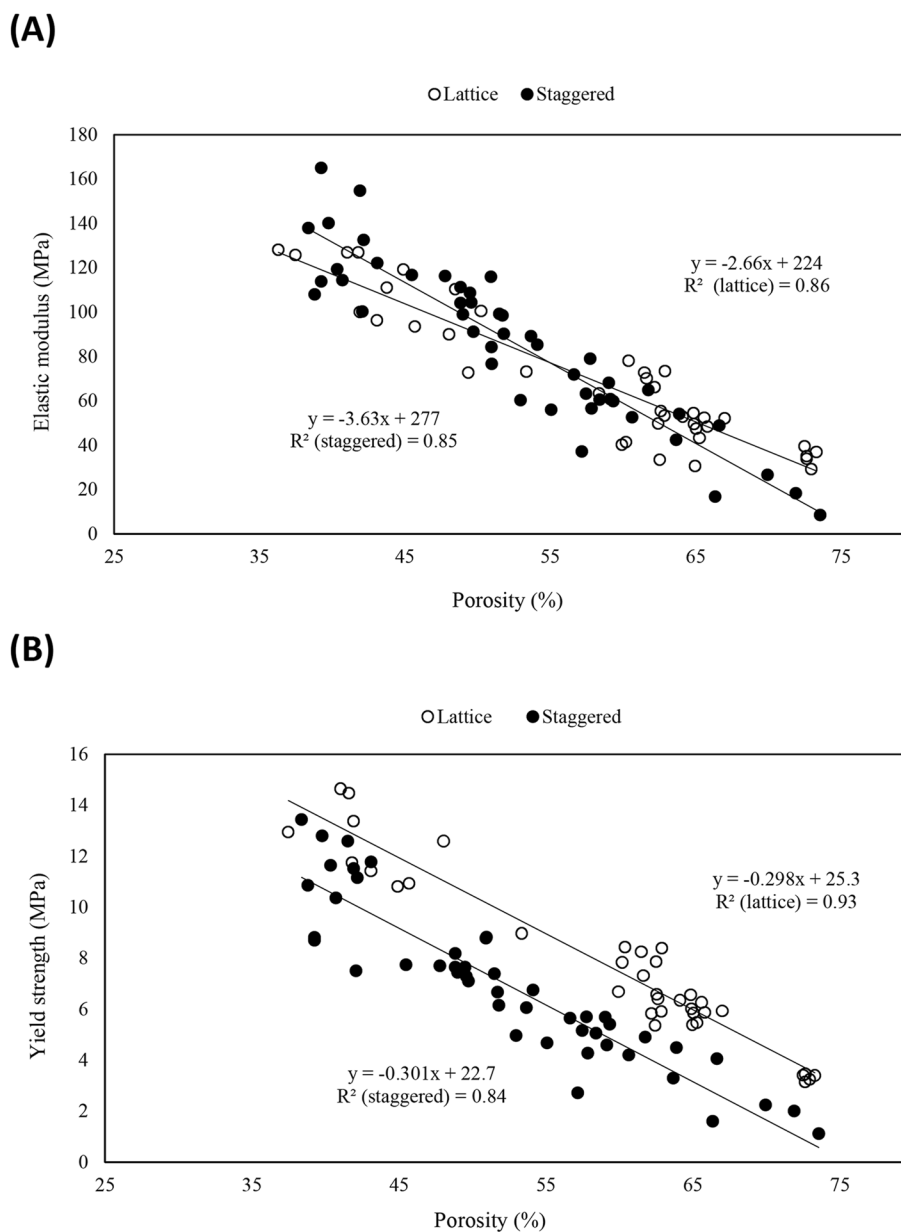 (A)
Lattice Staggered
180
160
140
120
100
80
60
40
20
0
Elastic modulus (MPa)
y = -2.66x + 224
R² (lattice) = 0.86
y = -3.63x + 277
R² (staggered) = 0.85
25 35 45 55 65 75
Porosity (%)
(B)
Lattice Staggered
16
14
12
10
8
6
4
2
0
Yield strength (MPa)
y = -0.298x + 25.3
R² (lattice) = 0.93
y = -0.301x + 22.7
R² (staggered) = 0.84
25 35 45 55 65 75
Porosity (%)